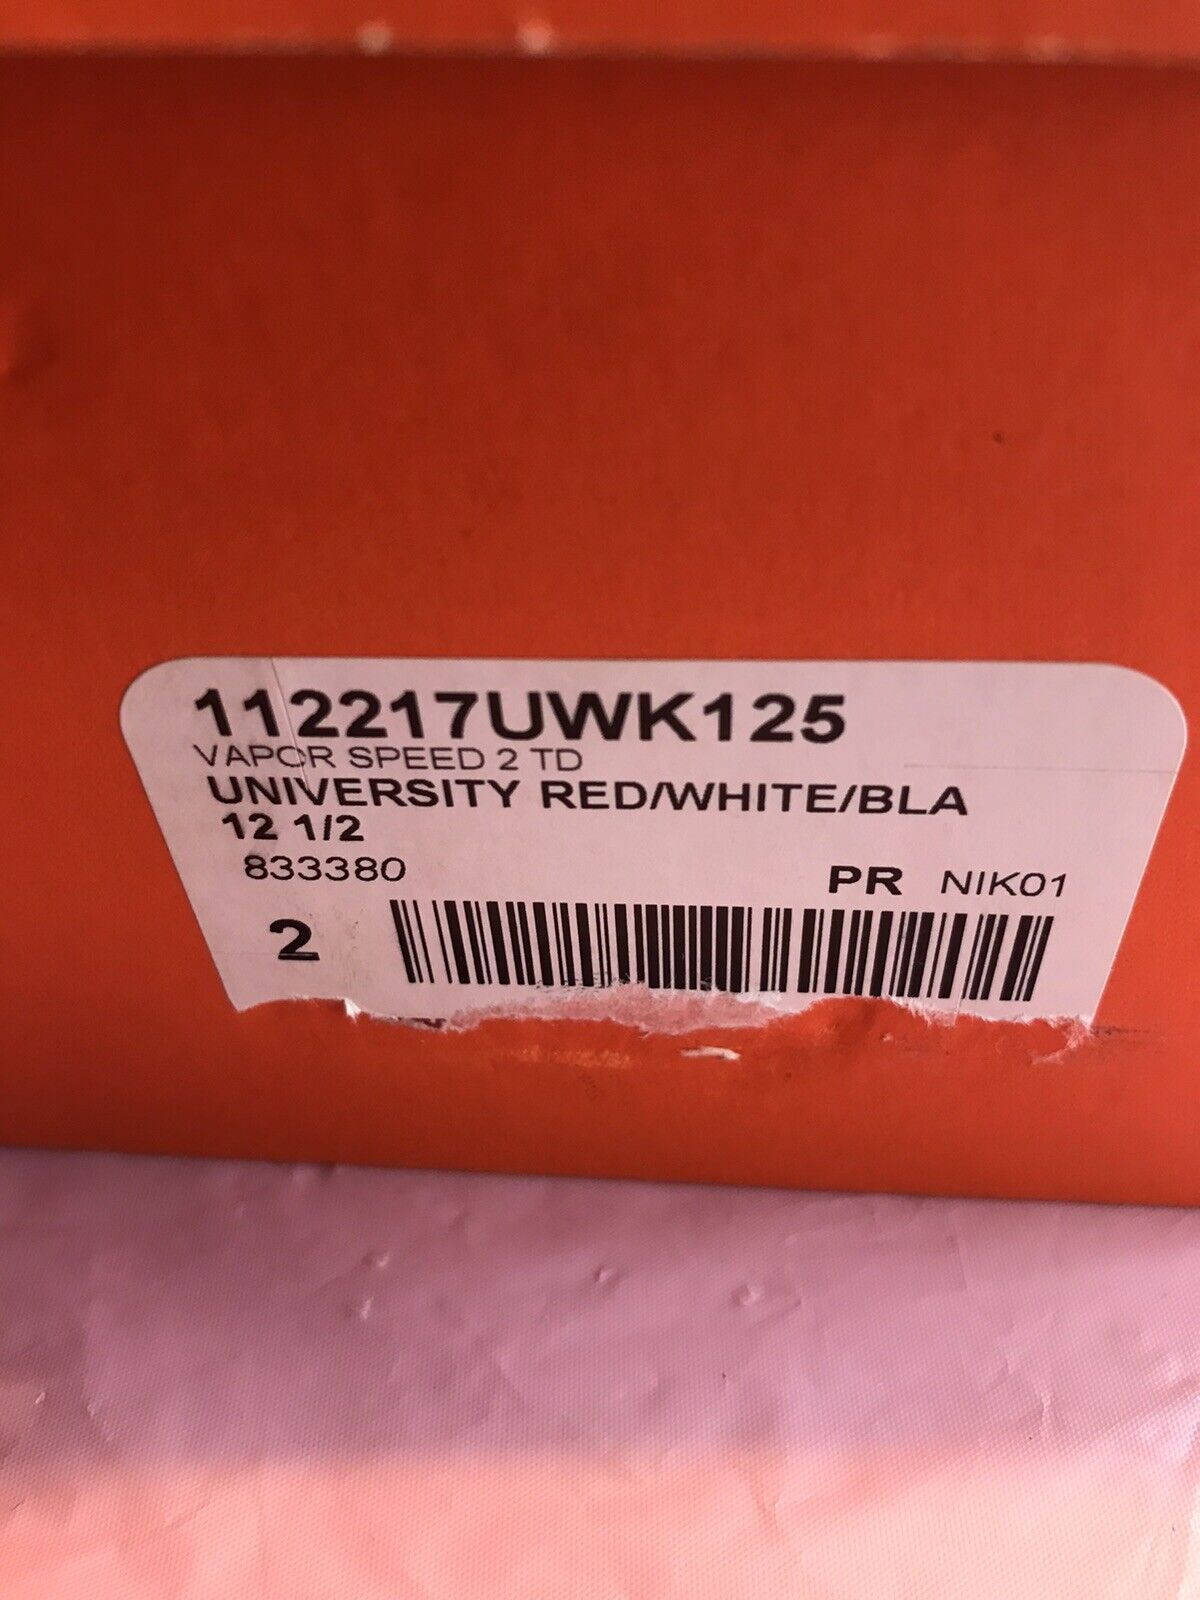 112217UWK125
VAPOR SPEED 2 TD
UNIVERSITY RED/WHITE/BLA
12 1/2
833380
PR NIK01
2